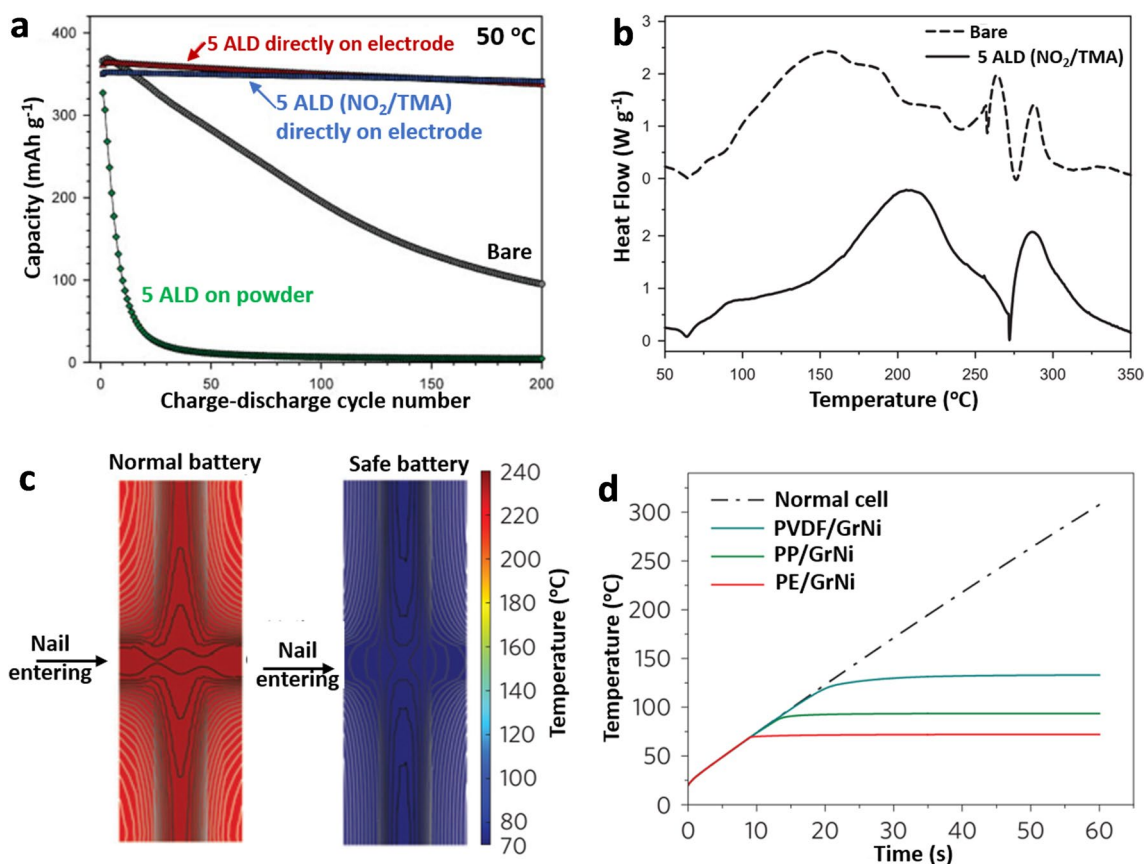 a
400
300
200
100
0
Capacity (mAh g⁻¹)
5 ALD directly on electrode
50 °C
5 ALD (NO₂/TMA)
directly on electrode
Bare
5 ALD on powder
0
50
100
150
200
Charge-discharge cycle number
b
Bare
5 ALD (NO₂/TMA)
3
2
1
0
2
1
0
Heat Flow (W g⁻¹)
50
100
150
200
250
300
350
Temperature (°C)
c
Normal battery
Safe battery
Nail
entering
Nail
entering
240
220
200
180
160
140
120
100
80
70
Temperature (°C)
d
Normal cell
PVDF/GrNi
PP/GrNi
PE/GrNi
300
250
200
150
100
50
0
Temperature (°C)
0
10
20
30
40
50
60
Time (s)